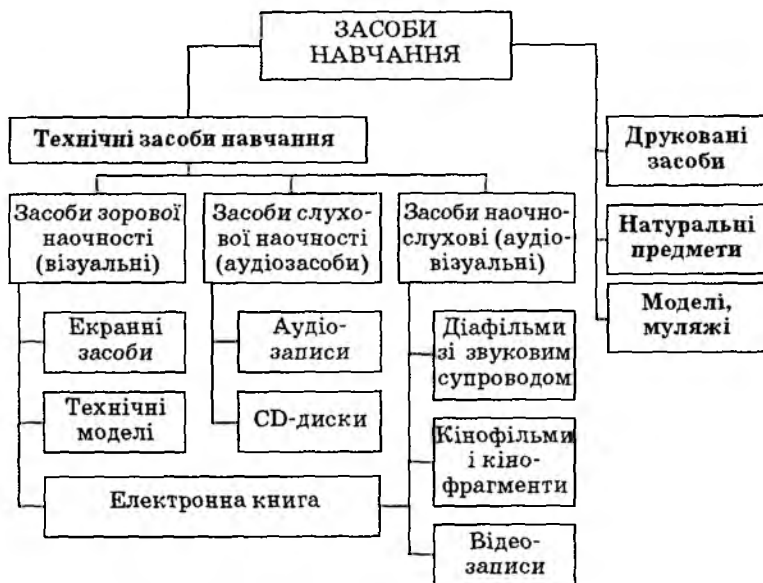 ЗАСОБИ
НАВЧАННЯ
Технічні засоби навчання
Засоби зорової
наочності
(візуальні)
Екранні
засоби
Технічні
моделі
Електронна книга
Засоби слухо-
вої наочності
(аудіозасоби)
Аудіо-
записи
CD-диски
Засоби наочно-
слухові (аудіо-
візуальні)
Діафільми
зі звуковим
супроводом
Кінофільми
і кіно-
фрагменти
Відео-
записи
Друковані
засоби
Натуральні
предмети
Моделі,
муляжі